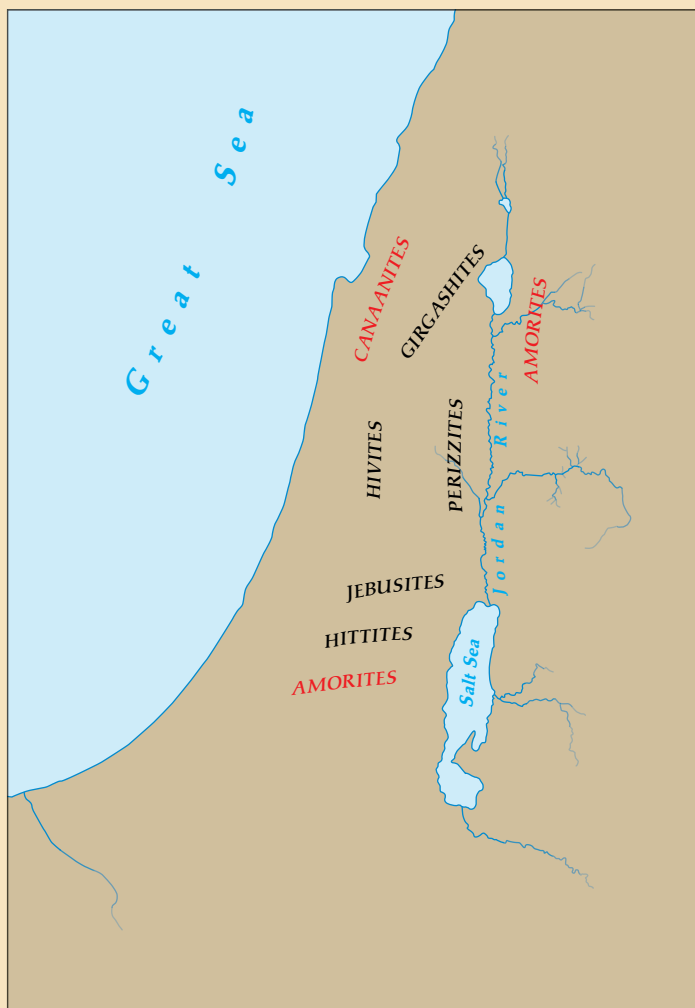 Great Sea
CANAANITES
GIRGASHITES
AMORITES
HIVITES
PERIZZITES
Jordan River
JEBUSITES
HITTITES
AMORITES
Salt Sea